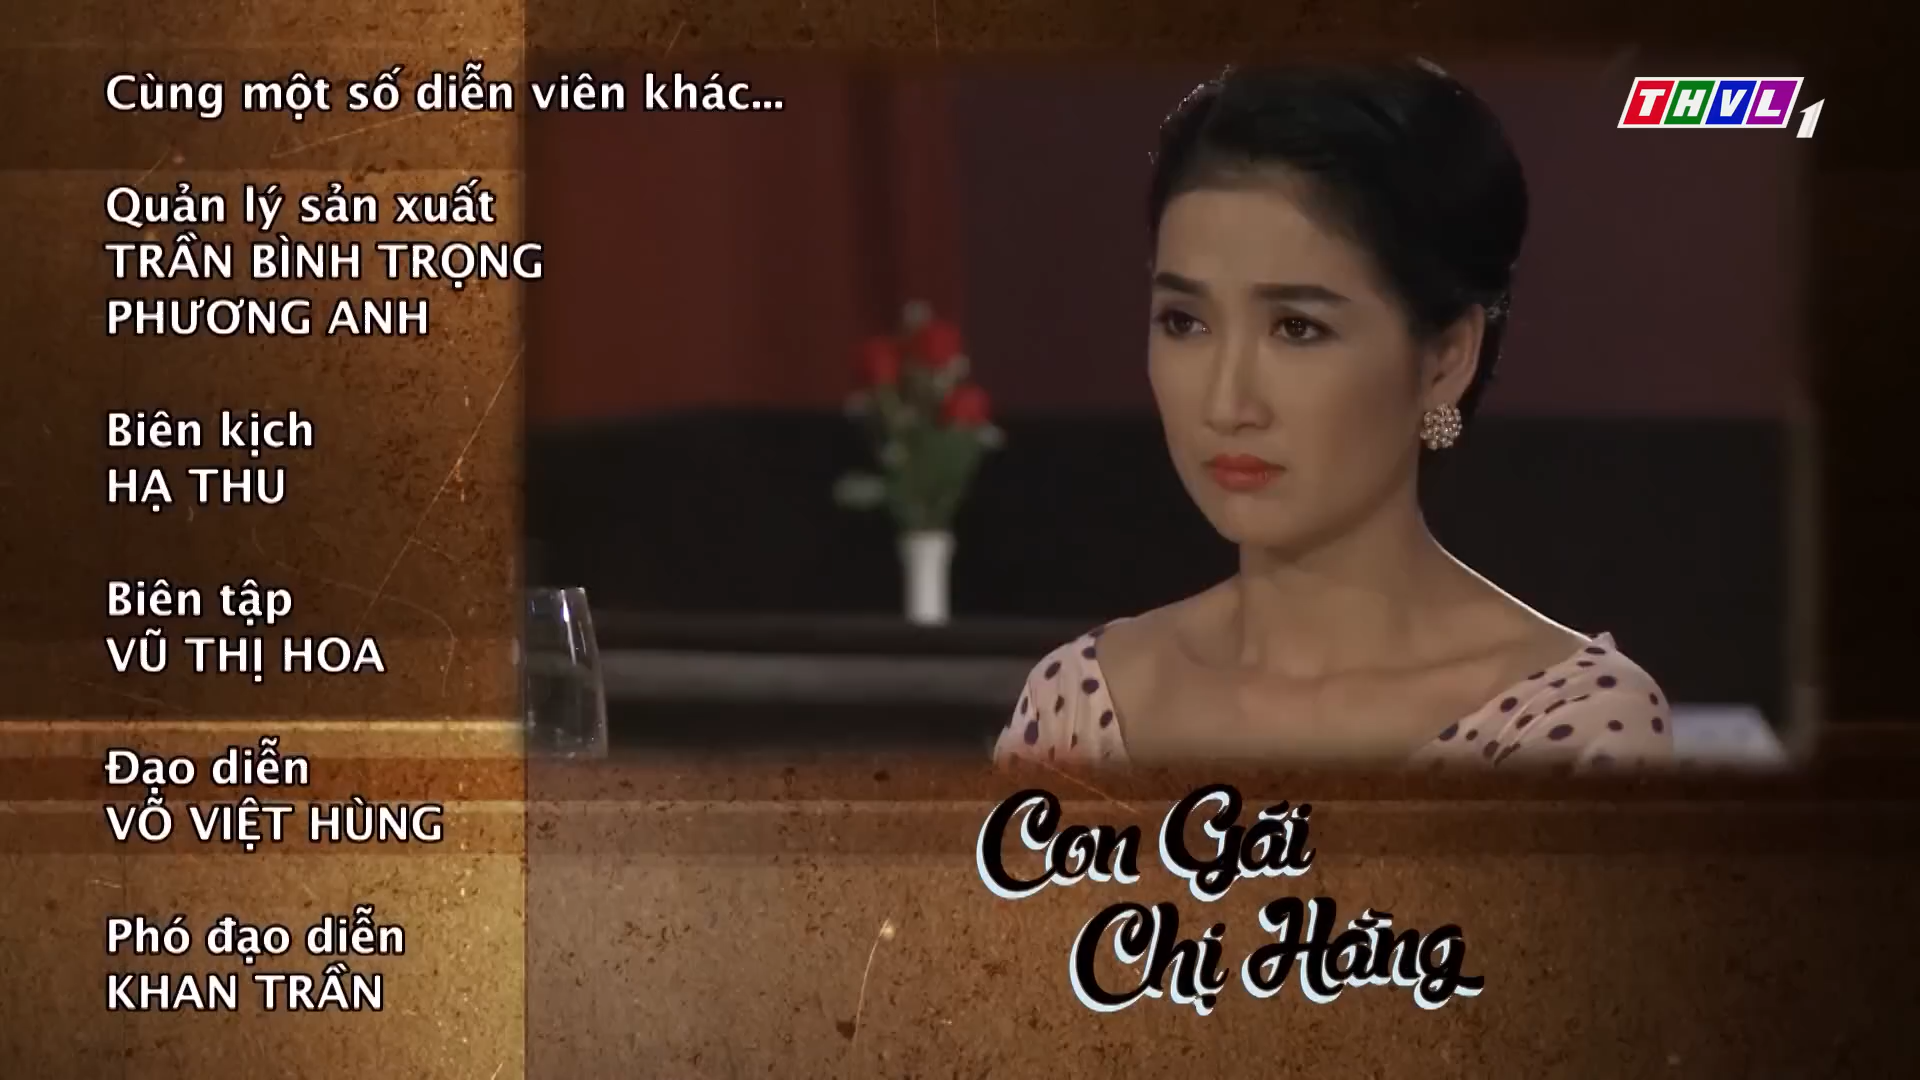 Cùng một số diễn viên khác...
Quản lý sản xuất
TRẦN BÌNH TRỌNG
PHƯƠNG ANH
Biên kịch
HẠ THU
Biên tập
VŨ THỊ HOA
Đạo diễn
VÕ VIỆT HÙNG
Phó đạo diễn
KHAN TRẦN
THVL1
Con Gái
Chị Hằng